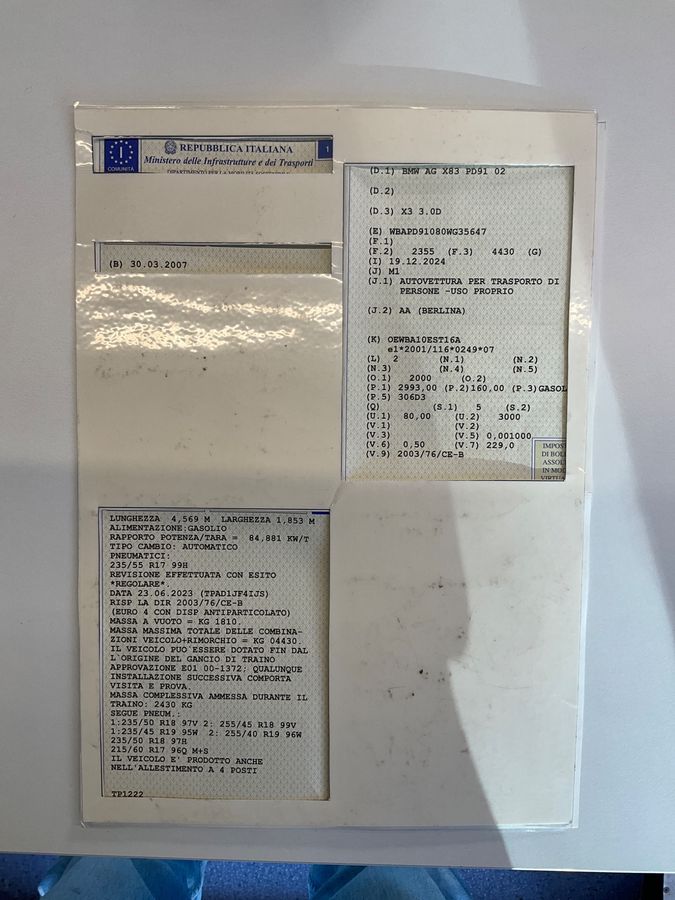 REPUBBLICA ITALIANA
Ministero delle Infrastrutture e dei Trasporti
I
COMUNITÀ
1
(B) 30.03.2007
(D.1) BMW AG X83 PD91 02
(D.2)
(D.3) X3 3.0D
(E) WBAPD91080WG35647
(F.1)
(F.2) 2355 (F.3) 4430 (G)
(I) 19.12.2024
(J) M1
(J.1) AUTOVETTURA PER TRASPORTO DI
PERSONE -USO PROPRIO
(J.2) AA (BERLINA)
(K) OEWBA10EST16A
e1*2001/116*0249*07
(L) 2 (N.1) (N.2)
(N.3) (N.4) (N.5)
(O.1) 2000 (O.2)
(P.1) 2993,00 (P.2)160,00 (P.3)GASOL
(P.5) 306D3
(Q) (S.1) 5 (S.2)
(U.1) 80,00 (U.2) 3000
(V.1) (V.2)
(V.3) (V.5) 0,001000
(V.6) 0,50 (V.7) 229,0
(V.9) 2003/76/CE-B
IMPOS
DI BOL
ASSOL
IN MOD
VIRTUA
LUNGHEZZA 4,569 M LARGHEZZA 1,853 M
ALIMENTAZIONE:GASOLIO
RAPPORTO POTENZA/TARA = 84,881 KW/T
TIPO CAMBIO: AUTOMATICO
PNEUMATICI:
235/55 R17 99H
REVISIONE EFFETTUATA CON ESITO
*REGOLARE*.
DATA 23.06.2023 (TPAD1JF4IJS)
RISP LA DIR 2003/76/CE-B
(EURO 4 CON DISP ANTIPARTICOLATO)
MASSA A VUOTO = KG 1810.
MASSA MASSIMA TOTALE DELLE COMBINA-
ZIONI VEICOLO+RIMORCHIO = KG 04430.
IL VEICOLO PUO`ESSERE DOTATO FIN DAL
L`ORIGINE DEL GANCIO DI TRAINO
APPROVAZIONE E01 00-1372; QUALUNQUE
INSTALLAZIONE SUCCESSIVA COMPORTA
VISITA E PROVA.
MASSA COMPLESSIVA AMMESSA DURANTE IL
TRAINO: 2430 KG
SEGUE PNEUM.:
1:235/50 R18 97V 2: 255/45 R18 99V
1:235/45 R19 95W 2: 255/40 R19 96W
235/50 R18 97H
215/60 R17 96Q M+S
IL VEICOLO E' PRODOTTO ANCHE
NELL'ALLESTIMENTO A 4 POSTI
TP1222